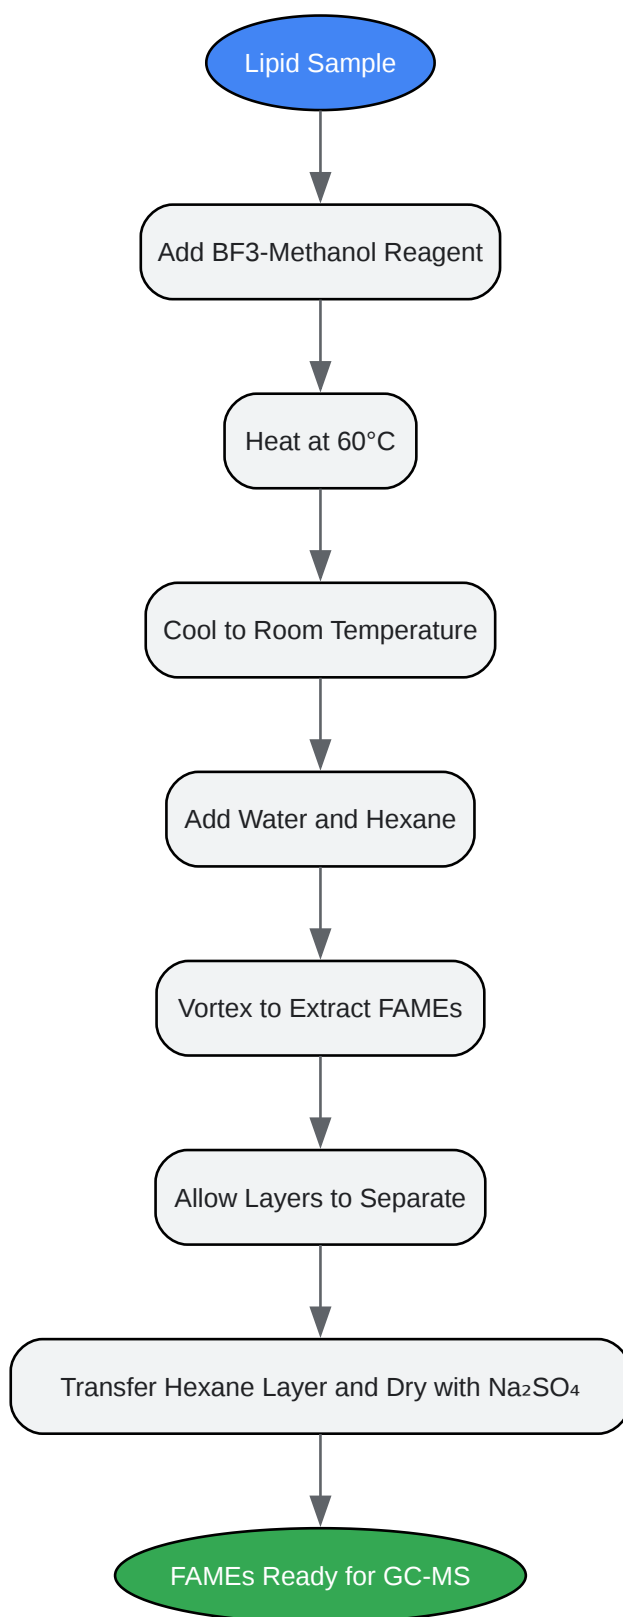 Lipid Sample
Add BF3-Methanol Reagent
Heat at 60°C
Cool to Room Temperature
Add Water and Hexane
Vortex to Extract FAMEs
Allow Layers to Separate
Transfer Hexane Layer and Dry with Na₂SO₄
FAMEs Ready for GC-MS